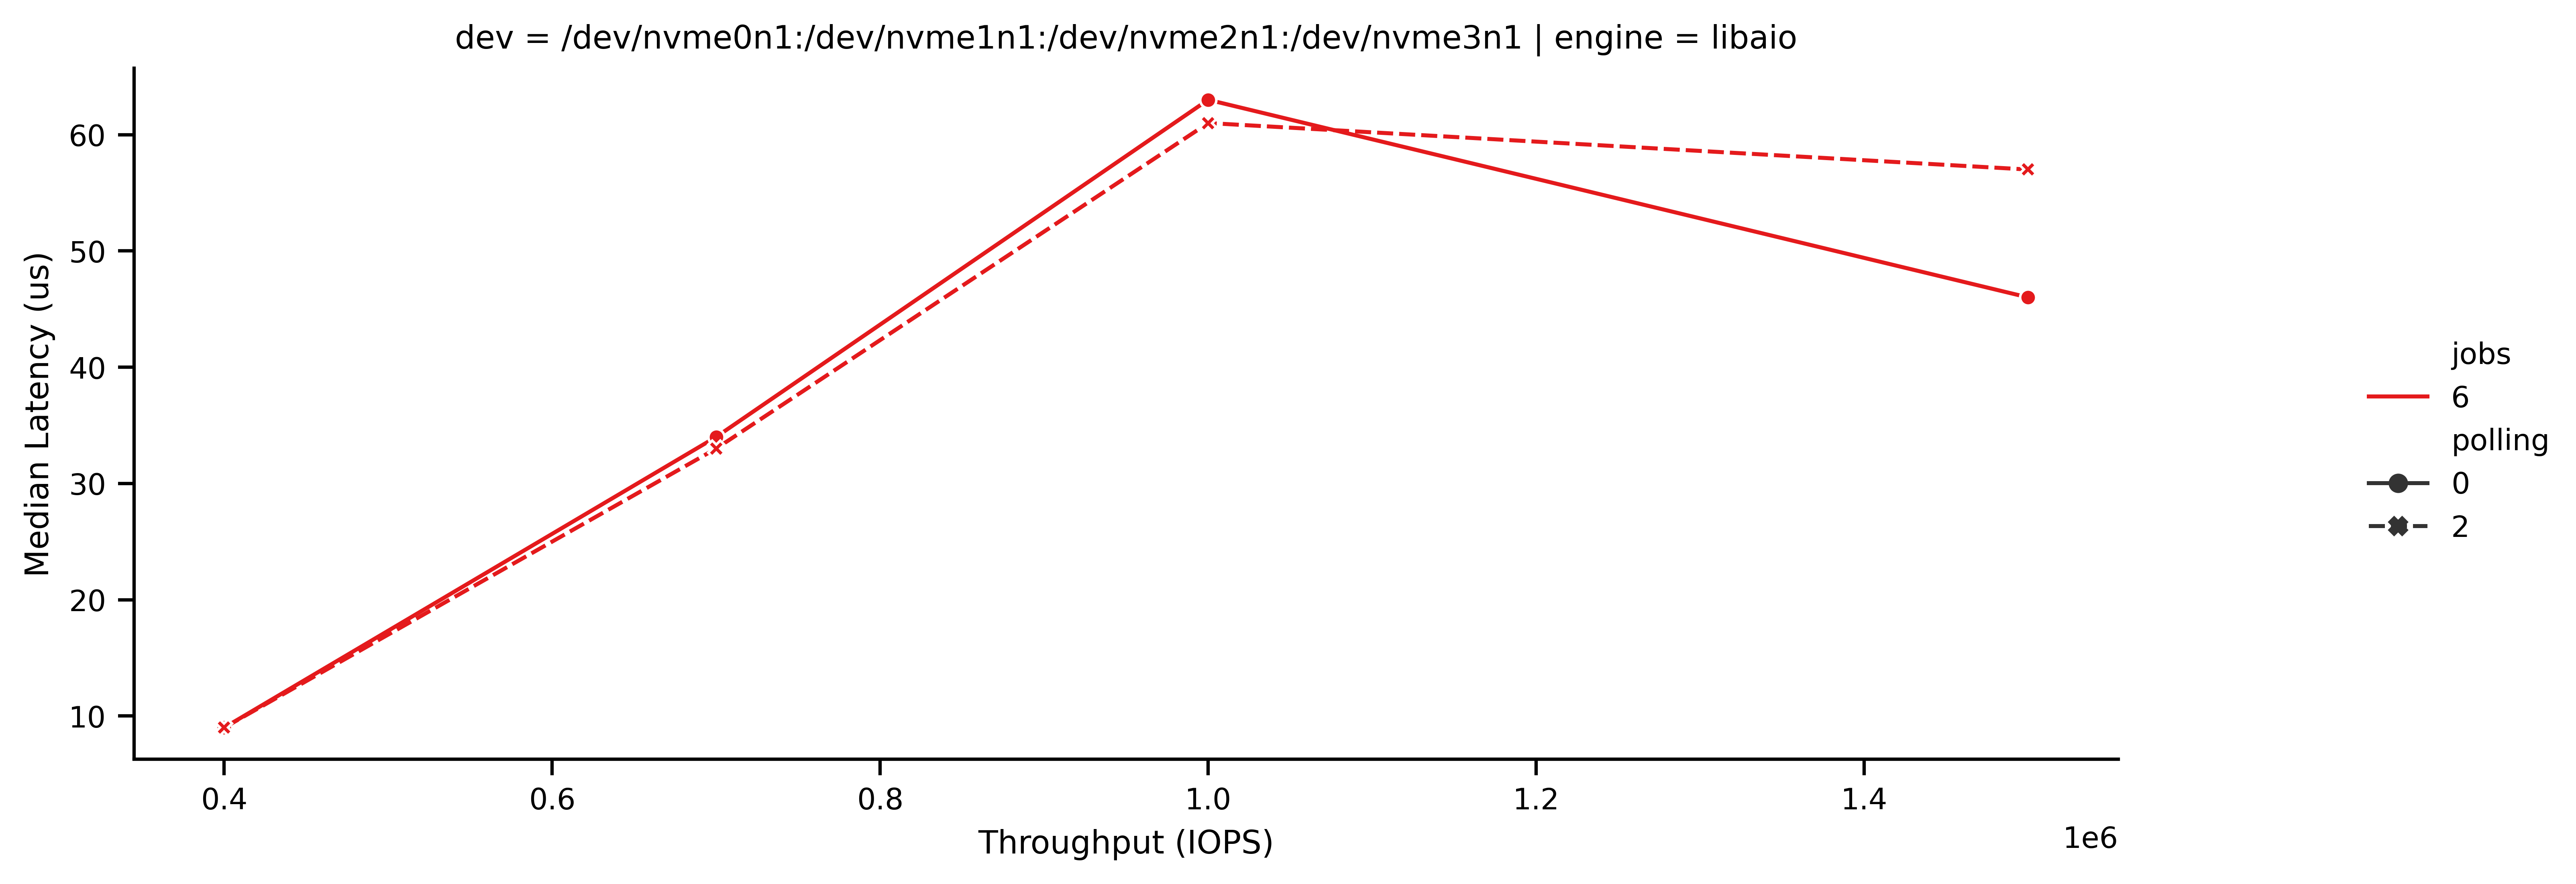 dev = /dev/nvme0n1:/dev/nvme1n1:/dev/nvme2n1:/dev/nvme3n1 | engine = libaio
Median Latency (us)
60
50
40
30
20
10
0.4 0.6 0.8 1.0 1.2 1.4
1e6
Throughput (IOPS)
jobs
6
polling
0
2